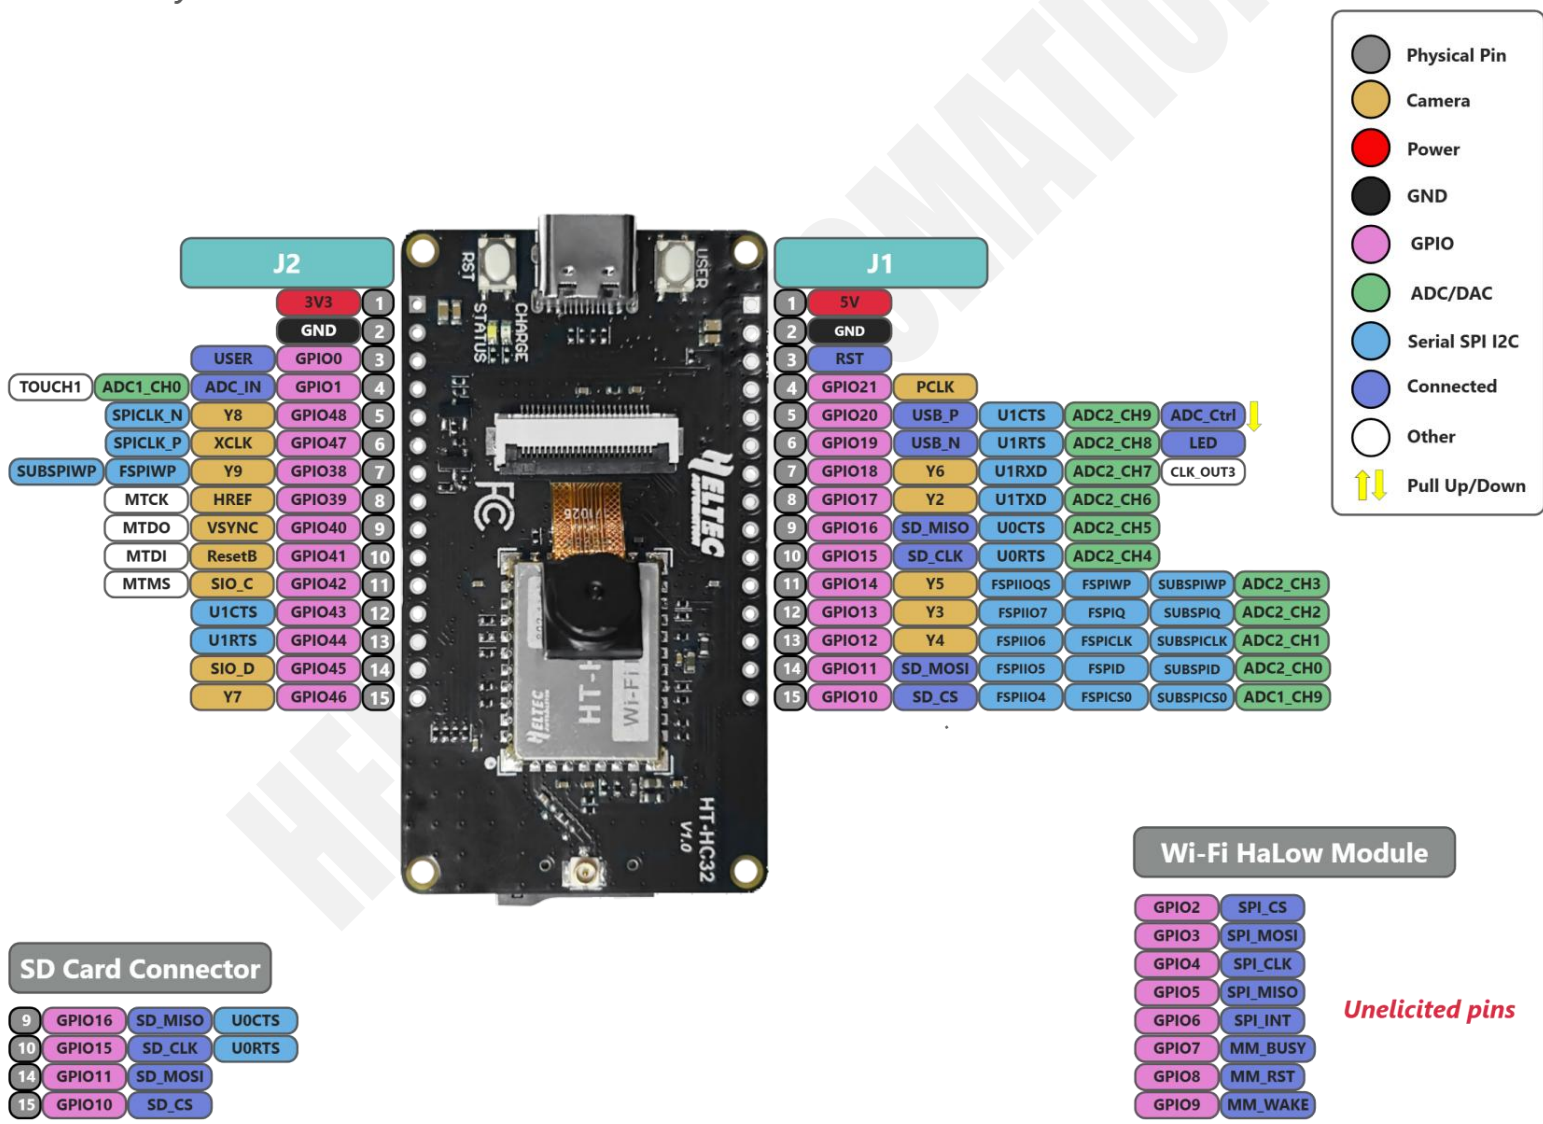 Physical Pin
Camera
Power
GND
GPIO
ADC/DAC
Serial SPI I2C
Connected
Other
Pull Up/Down
J2
3V3 1
GND 2
USER GPIO0 3
TOUCH1 ADC1_CH0 ADC_IN GPIO1 4
SPICLK_N Y8 GPIO48 5
SPICLK_P XCLK GPIO47 6
SUBSPIWP FSPIWP Y9 GPIO38 7
MTCK HREF GPIO39 8
MTDO VSYNC GPIO40 9
MTDI ResetB GPIO41 10
MTMS SIO_C GPIO42 11
U1CTS GPIO43 12
U1RTS GPIO44 13
SIO_D GPIO45 14
Y7 GPIO46 15
RST
USER
STATUS
CHARGE
HELTEC
FC
HELTEC
AUTOMATION
HT-H
Wi-Fi
HT-HC32
V1.0
J1
1 5V
2 GND
3 RST
4 GPIO21 PCLK
5 GPIO20 USB_P U1CTS ADC2_CH9 ADC_Ctrl
6 GPIO19 USB_N U1RTS ADC2_CH8 LED
7 GPIO18 Y6 U1RXD ADC2_CH7 CLK_OUT3
8 GPIO17 Y2 U1TXD ADC2_CH6
9 GPIO16 SD_MISO U0CTS ADC2_CH5
10 GPIO15 SD_CLK U0RTS ADC2_CH4
11 GPIO14 Y5 FSPIIOQS FSPIWP SUBSPIWP ADC2_CH3
12 GPIO13 Y3 FSPIIO7 FSPIQ SUBSPIQ ADC2_CH2
13 GPIO12 Y4 FSPIIO6 FSPICLK SUBSPICLK ADC2_CH1
14 GPIO11 SD_MOSI FSPIIO5 FSPID SUBSPID ADC2_CH0
15 GPIO10 SD_CS FSPIIO4 FSPICS0 SUBSPICS0 ADC1_CH9
Wi-Fi HaLow Module
GPIO2 SPI_CS
GPIO3 SPI_MOSI
GPIO4 SPI_CLK
GPIO5 SPI_MISO
GPIO6 SPI_INT
GPIO7 MM_BUSY
GPIO8 MM_RST
GPIO9 MM_WAKE
Unelicited pins
SD Card Connector
9 GPIO16 SD_MISO U0CTS
10 GPIO15 SD_CLK U0RTS
14 GPIO11 SD_MOSI
15 GPIO10 SD_CS